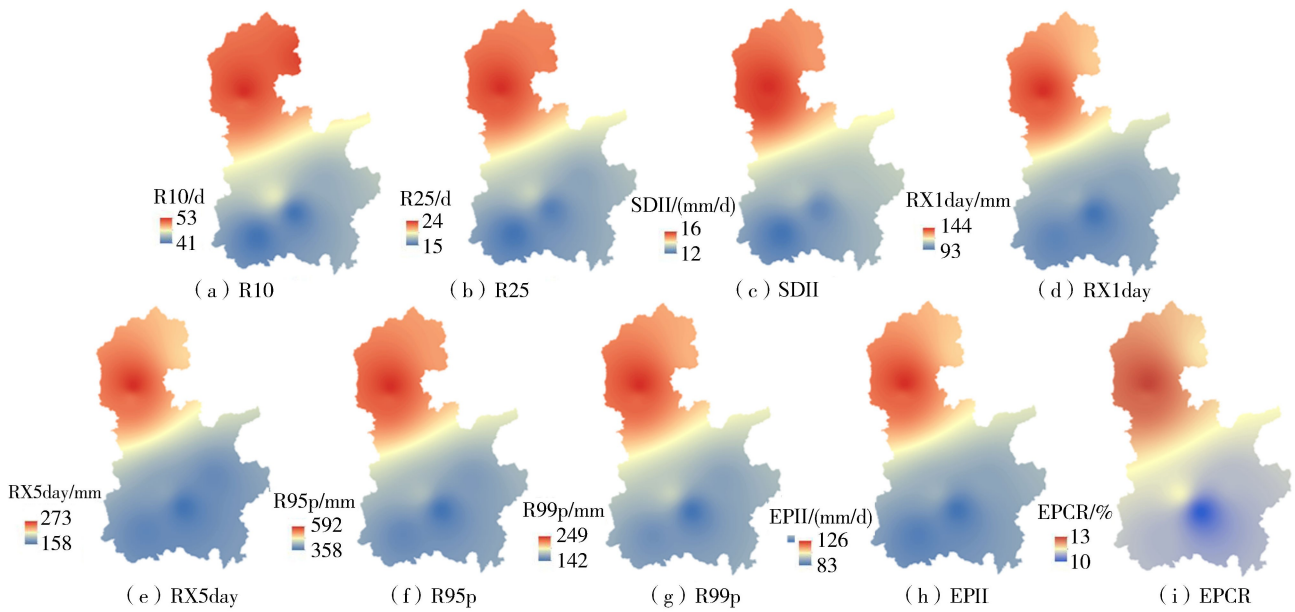 R10/d
53
41
R25/d
24
15
SDII/(mm/d)
16
12
RX1day/mm
144
93
(a) R10
(b) R25
(c) SDII
(d) RX1day
RX5day/mm
273
158
R95p/mm
592
358
R99p/mm
249
142
EPII/(mm/d)
126
83
EPCR/%
13
10
(e) RX5day
(f) R95p
(g) R99p
(h) EPII
(i) EPCR